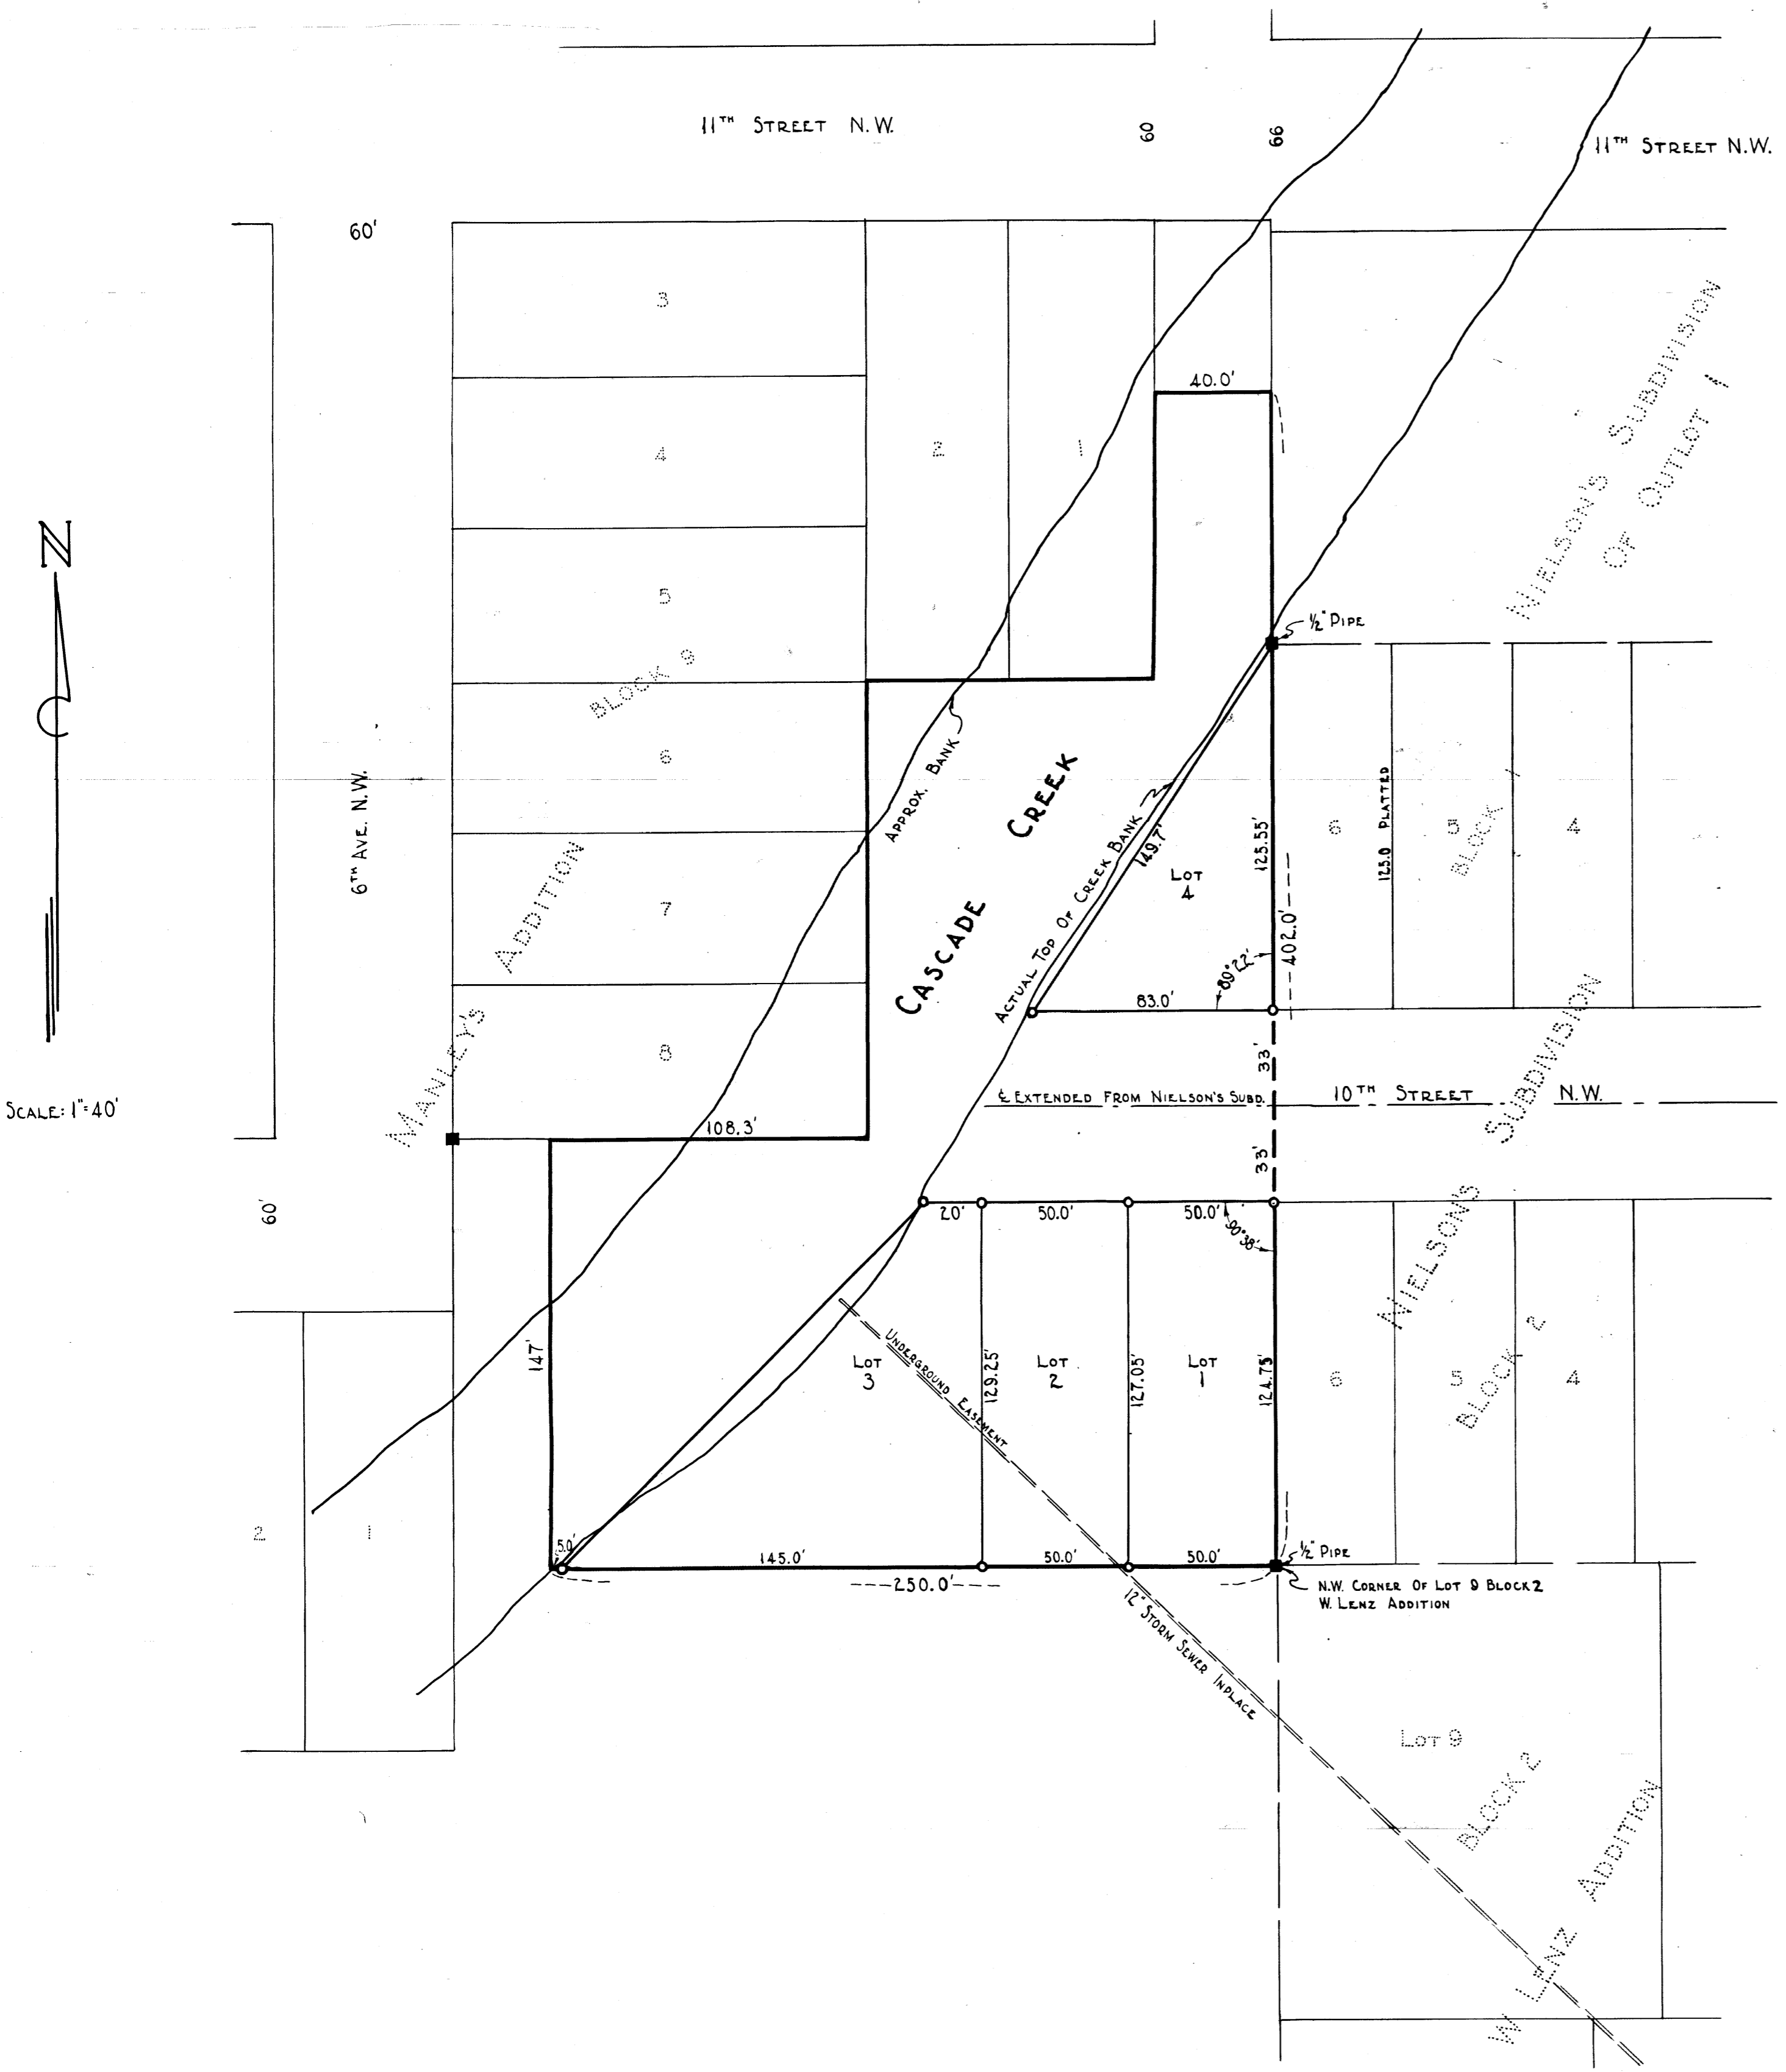 11TH STREET N.W.
60
66
11TH STREET N.W.
60'
3
4
2
1
5
BLOCK 9
6
7
8
MANLEY'S ADDITION
40.0'
NIELSON'S SUBDIVISION
OF OUTLOT 1
N
½" PIPE
6TH AVE. N.W.
APPROX. BANK
CASCADE CREEK
ACTUAL TOP OF CREEK BANK
149.7'
LOT
4
125.55'
402.0'
89°22'
83.0'
125.0 PLATTED
6
5
4
BLOCK 1
SCALE: 1"=40'
33'
℄ EXTENDED FROM NIELSON'S SUBD.
10TH STREET N.W.
33'
108.3'
60'
20'
50.0'
50.0'
90°38'
NIELSON'S SUBDIVISION
147'
LOT
3
UNDERGROUND EASEMENT
129.25'
LOT
2
127.05'
LOT
1
124.75'
6
5
4
BLOCK 2
2
1
5.0'
145.0'
50.0'
50.0'
250.0'
½" PIPE
N.W. CORNER OF LOT 9 BLOCK 2
W. LENZ ADDITION
12" STORM SEWER INPLACE
LOT 9
BLOCK 2
W LENZ ADDITION